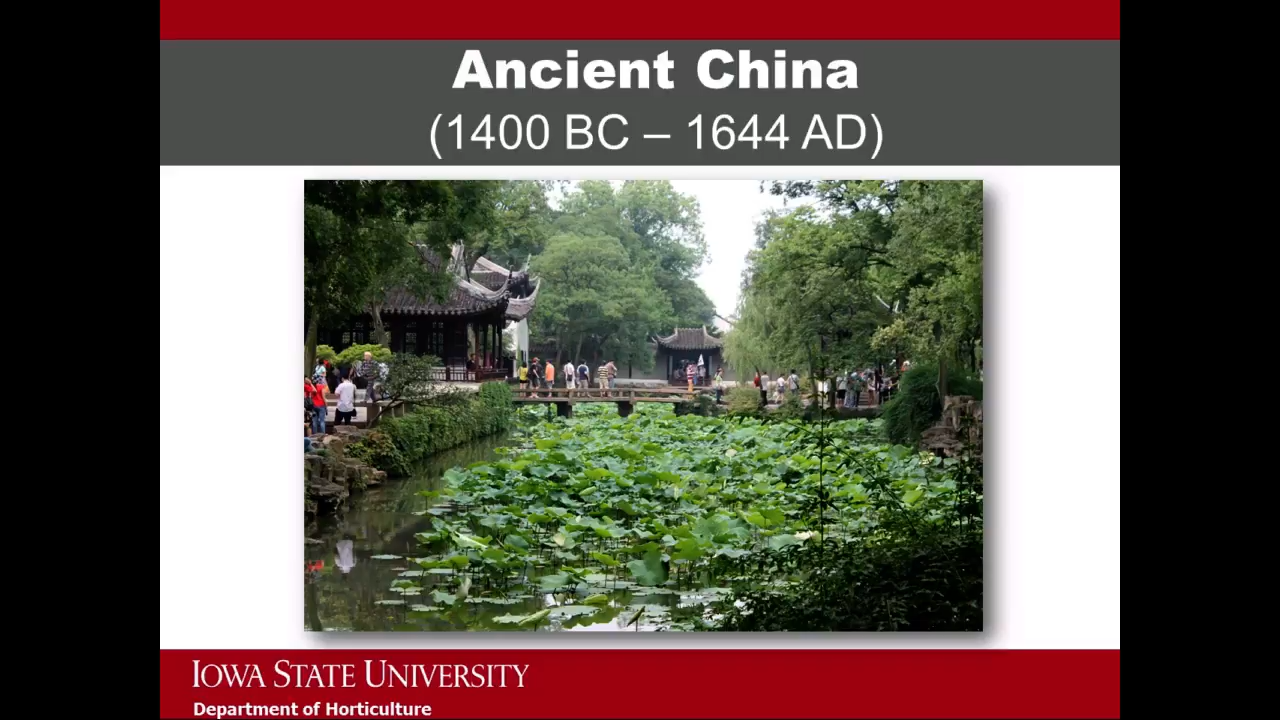 Ancient China
(1400 BC – 1644 AD)
IOWA STATE UNIVERSITY
Department of Horticulture